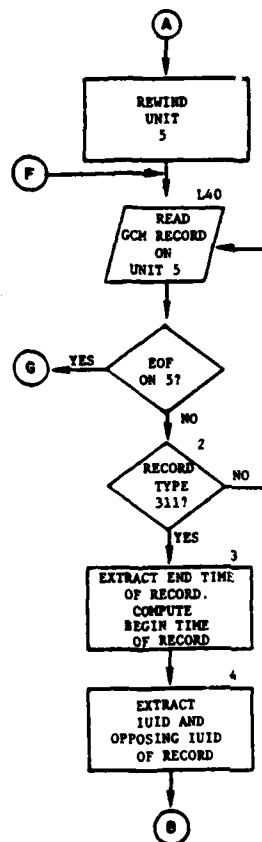 A
REWIND
UNIT
5
F
L40
READ
GCM RECORD
ON
UNIT 5
EOF
ON 5?
YES
G
NO
2
RECORD
TYPE
311?
NO
YES
3
EXTRACT END TIME
OF RECORD.
COMPUTE
BEGIN TIME
OF RECORD
4
EXTRACT
IUID AND
OPPOSING IUID
OF RECORD
B